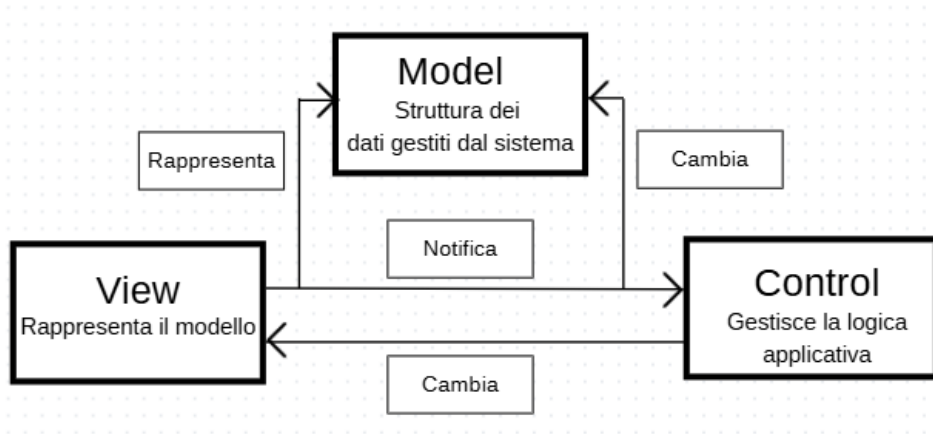 Model
Struttura dei
dati gestiti dal sistema
Rappresenta
Cambia
Notifica
View
Rappresenta il modello
Control
Gestisce la logica
applicativa
Cambia